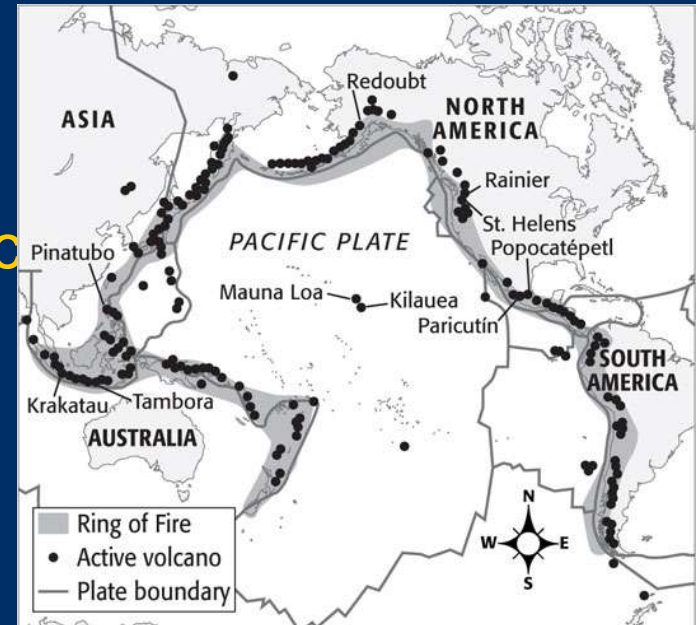 Redoubt
ASIA
NORTH
AMERICA
Rainier
St. Helens
Popocatépetl
PACIFIC PLATE
Pinatubo
Mauna Loa
Kilauea
Paricutín
SOUTH
AMERICA
Krakatau
Tambora
AUSTRALIA
N
W
E
S
Ring of Fire
Active volcano
Plate boundary